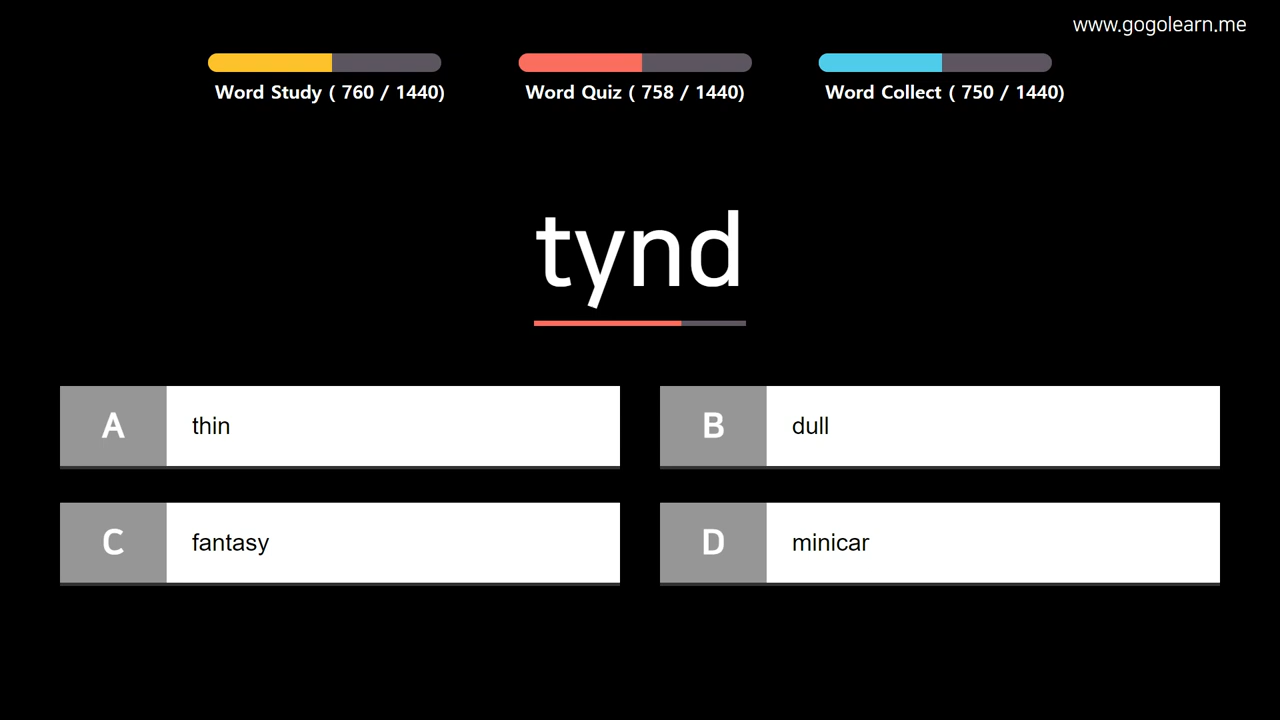 www.gogolearn.me
Word Study ( 760 / 1440)
Word Quiz ( 758 / 1440)
Word Collect ( 750 / 1440)
tynd
A thin
B dull
C fantasy
D minicar